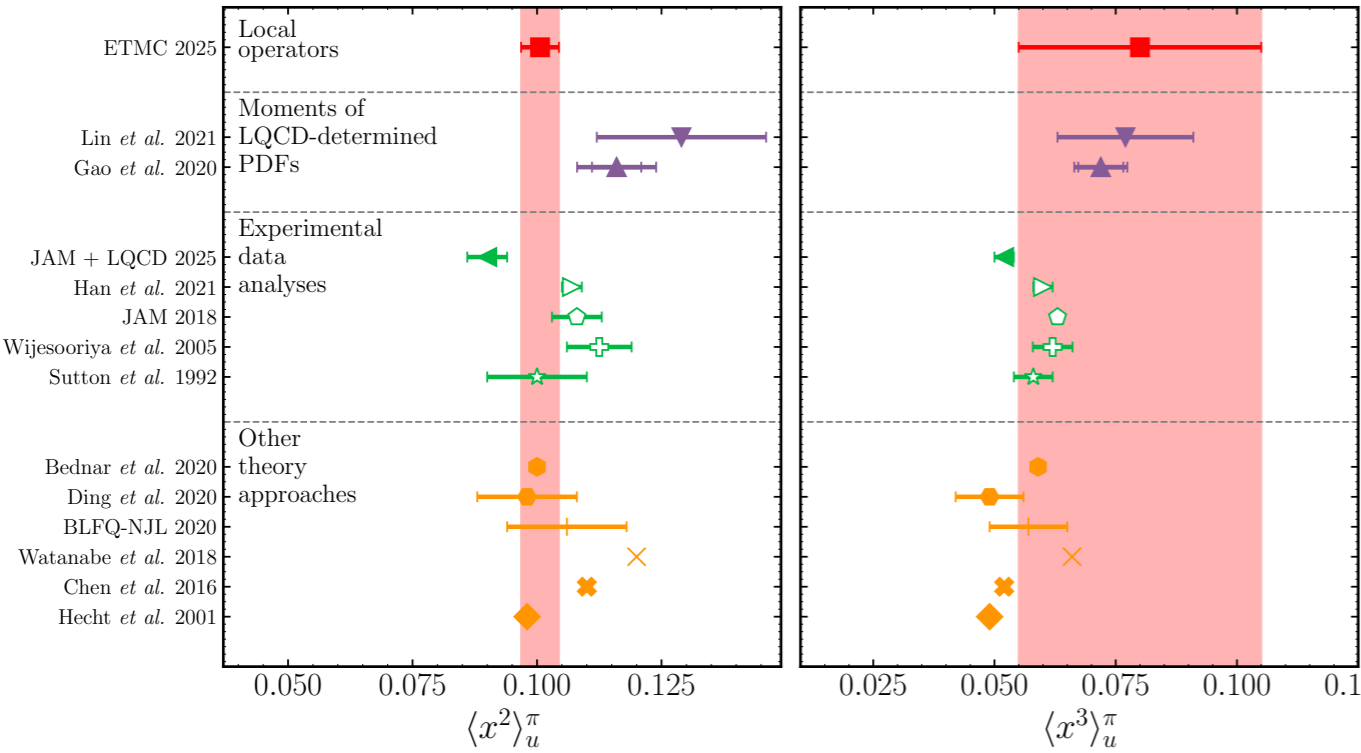 ETMC 2025
Local
operators
Moments of
LQCD-determined
PDFs
Lin et al. 2021
Gao et al. 2020
Experimental
data
analyses
JAM + LQCD 2025
Han et al. 2021
JAM 2018
Wijesooriya et al. 2005
Sutton et al. 1992
Other
theory
approaches
Bednar et al. 2020
Ding et al. 2020
BLFQ-NJL 2020
Watanabe et al. 2018
Chen et al. 2016
Hecht et al. 2001
0.050 0.075 0.100 0.125
⟨x²⟩ᵤ^π
0.025 0.050 0.075 0.100 0.1
⟨x³⟩ᵤ^π